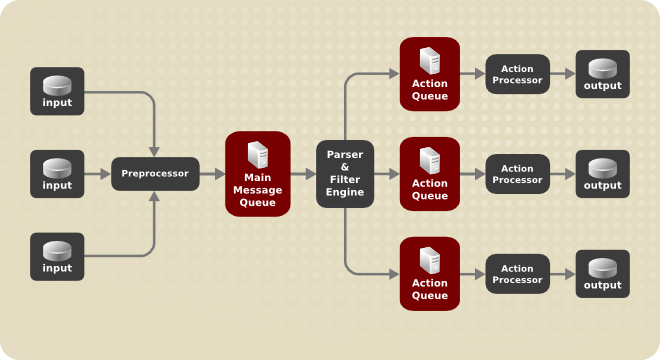 input
input
input
Preprocessor
Main
Message
Queue
Parser
&
Filter
Engine
Action
Queue
Action
Processor
output
Action
Queue
Action
Processor
output
Action
Queue
Action
Processor
output